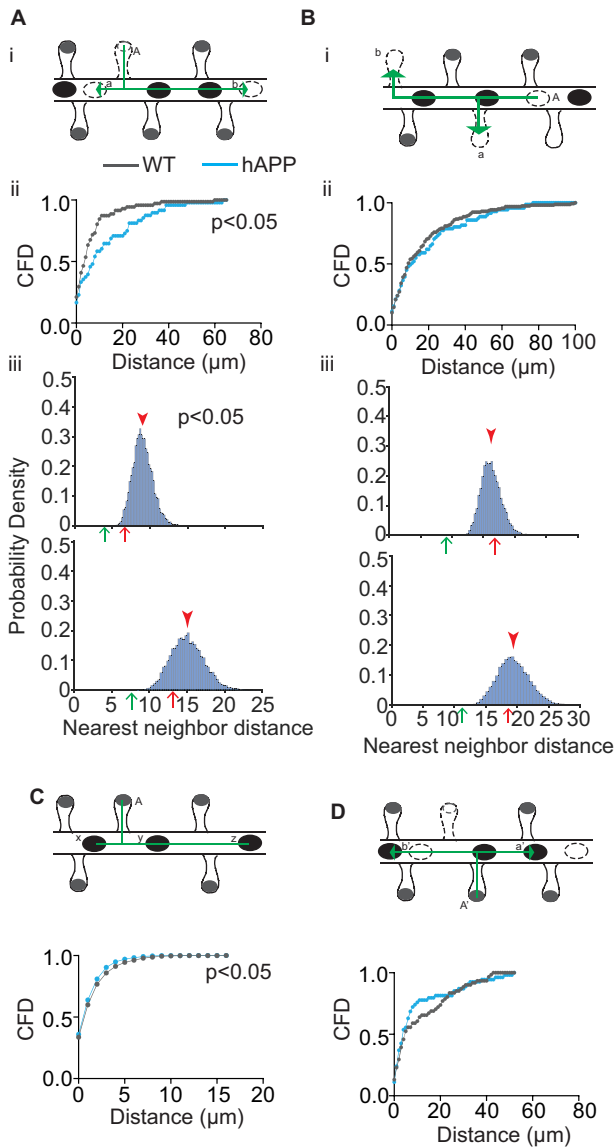 A
i
A
a
b
WT
hAPP
ii
CFD
1.0
0.5
0.0
p<0.05
0
20
40
60
80
Distance (µm)
iii
Probability Density
0.5
0.4
0.3
0.2
0.1
0
p<0.05
0
5
10
15
20
25
0.5
0.4
0.3
0.2
0.1
0
0
5
10
15
20
25
Nearest neighbor distance
B
i
b
A
a
ii
CFD
1.0
0.5
0.0
0
20
40
60
80
100
Distance (µm)
iii
0.5
0.4
0.3
0.2
0.1
0
0.5
0.4
0.3
0.2
0.1
0
0
5
10
15
20
25
30
Nearest neighbor distance
C
A
x
y
z
CFD
1.0
0.5
0.0
p<0.05
0
5
10
15
20
Distance (µm)
D
b'
a'
A'
CFD
1.0
0.5
0.0
0
20
40
60
80
Distance (µm)